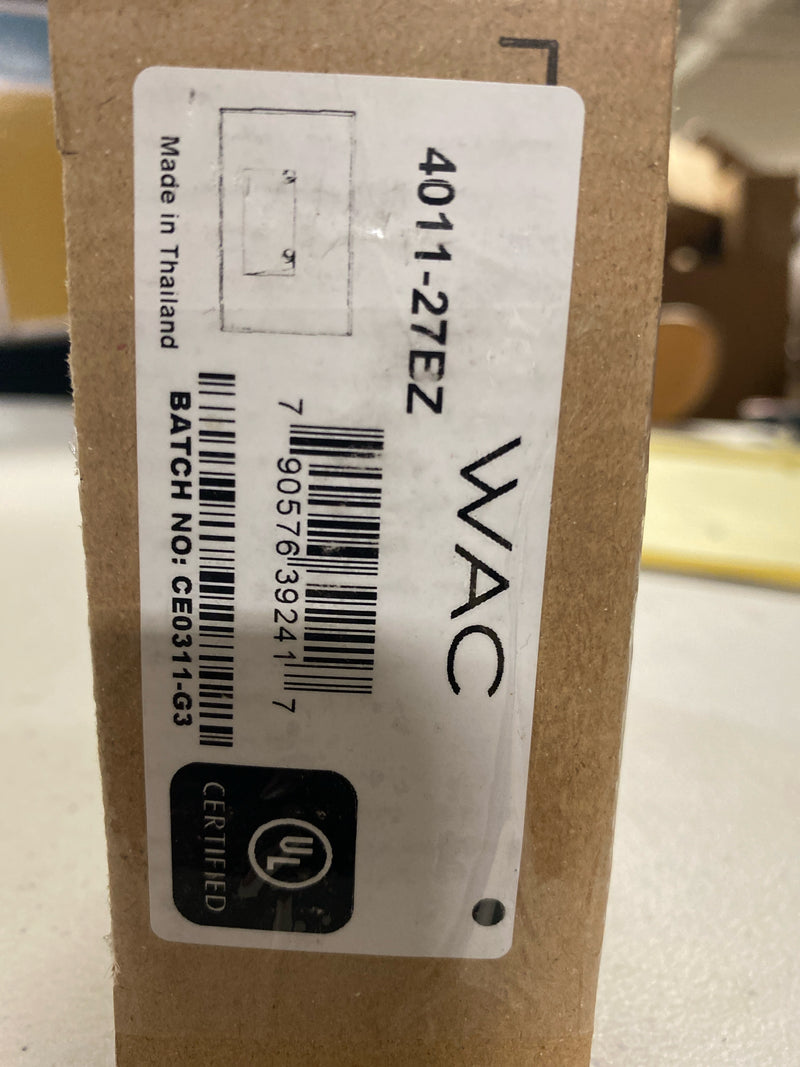 WAC
4011-27EZ
7 90576 39241 7
BATCH NO: CE0311-G3
Made in Thailand
UL
CERTIFIED